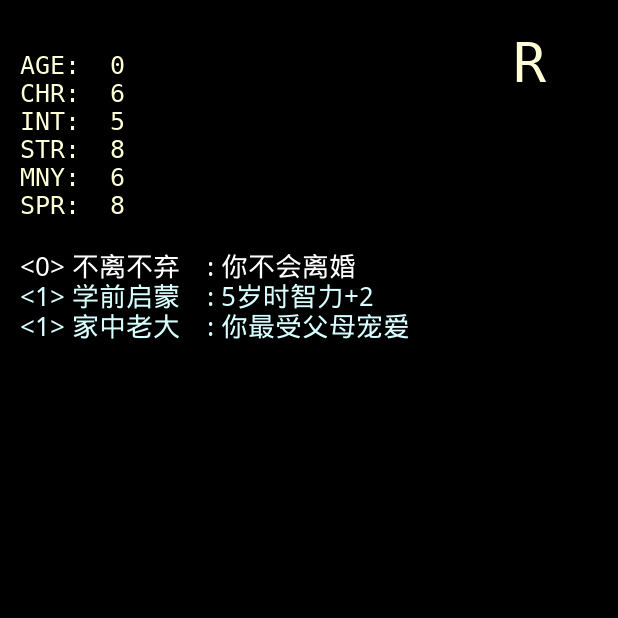 R
AGE: 0
CHR: 6
INT: 5
STR: 8
MNY: 6
SPR: 8
<0> 不离不弃 : 你不会离婚
<1> 学前启蒙 : 5岁时智力+2
<1> 家中老大 : 你最受父母宠爱